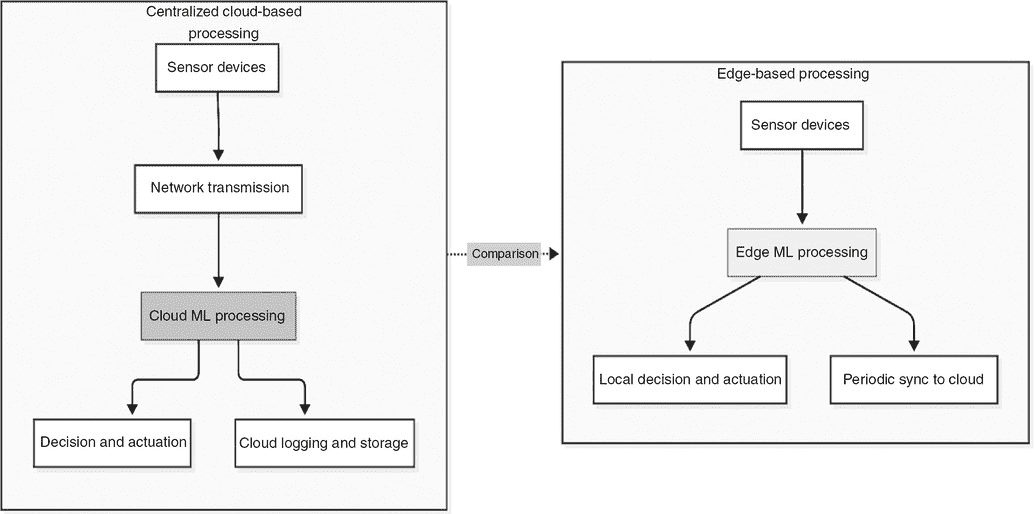 Centralized cloud-based
processing
Sensor devices
Network transmission
Cloud ML processing
Decision and actuation
Cloud logging and storage
Comparison
Edge-based processing
Sensor devices
Edge ML processing
Local decision and actuation
Periodic sync to cloud